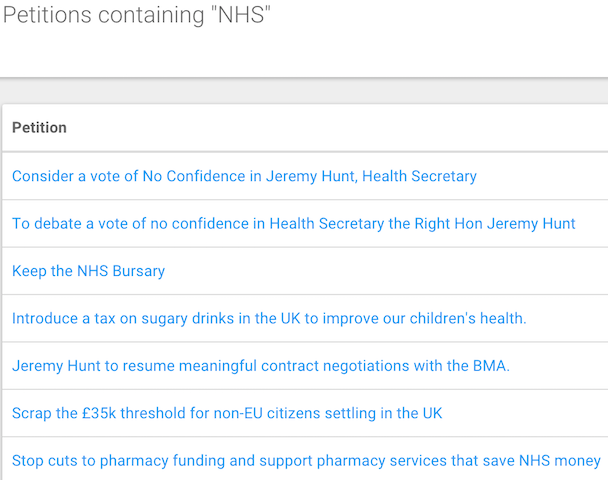 Petitions containing "NHS"
Petition
Consider a vote of No Confidence in Jeremy Hunt, Health Secretary
To debate a vote of no confidence in Health Secretary the Right Hon Jeremy Hunt
Keep the NHS Bursary
Introduce a tax on sugary drinks in the UK to improve our children's health.
Jeremy Hunt to resume meaningful contract negotiations with the BMA.
Scrap the £35k threshold for non-EU citizens settling in the UK
Stop cuts to pharmacy funding and support pharmacy services that save NHS money